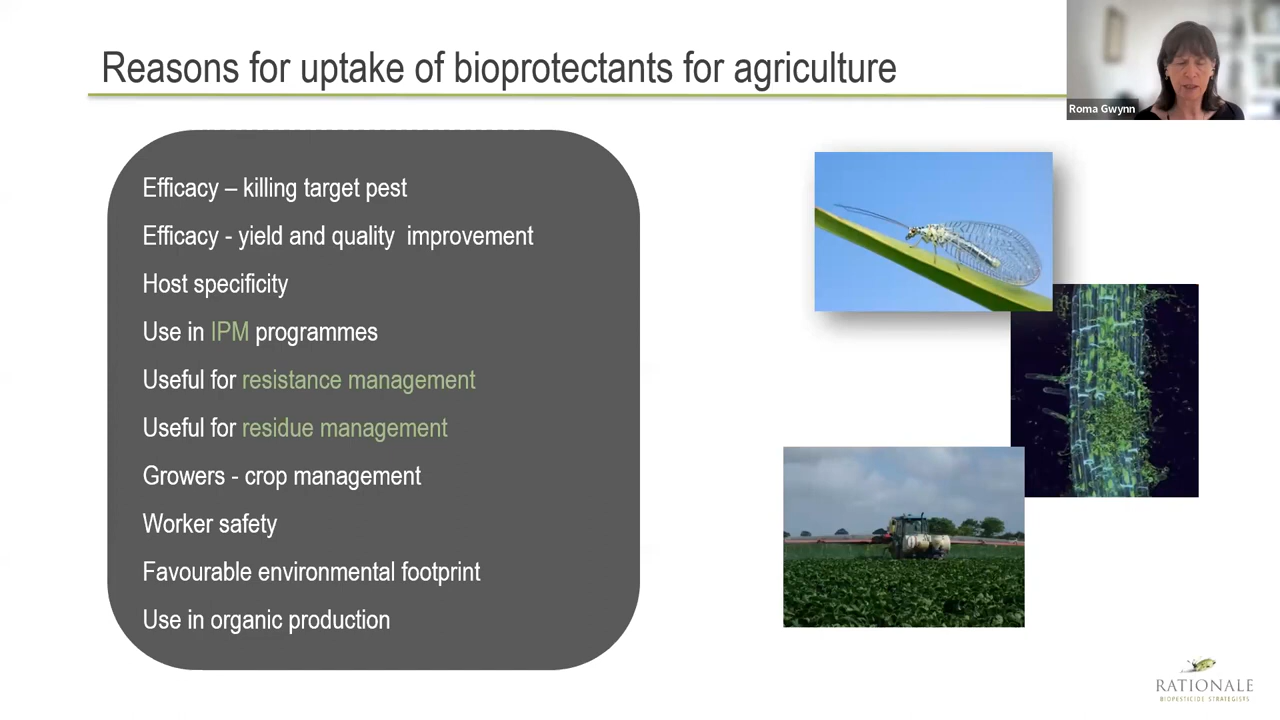 Reasons for uptake of bioprotectants for agriculture
Roma Gwynn
Efficacy – killing target pest
Efficacy - yield and quality improvement
Host specificity
Use in IPM programmes
Useful for resistance management
Useful for residue management
Growers - crop management
Worker safety
Favourable environmental footprint
Use in organic production
RATIONALE
BIOPESTICIDE STRATEGISTS